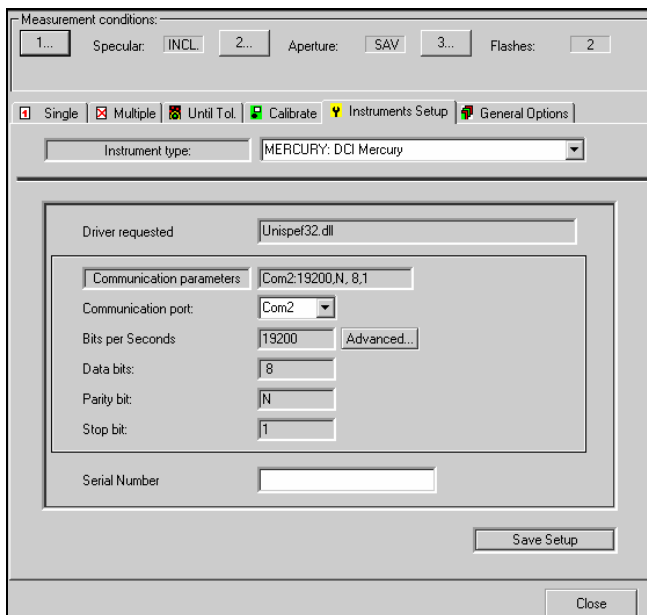 Measurement conditions:
1... Specular: INCL. 2... Aperture: SAV 3... Flashes: 2
Single Multiple Until Tol. Calibrate Instruments Setup General Options
Instrument type: MERCURY: DCI Mercury
Driver requested Unispef32.dll
Communication parameters Com2:19200,N, 8,1
Communication port: Com2
Bits per Seconds 19200 Advanced...
Data bits: 8
Parity bit: N
Stop bit: 1
Serial Number
Save Setup
Close